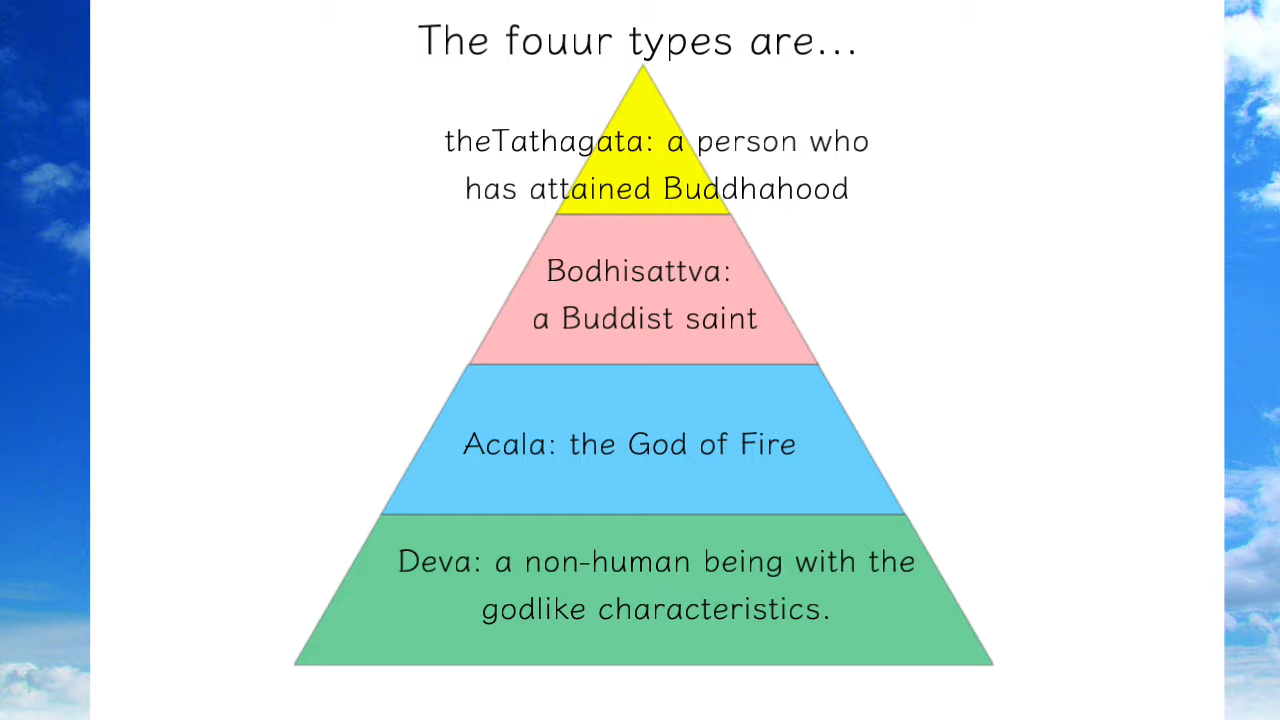 The fouur types are...
theTathagata: a person who
has attained Buddhahood
Bodhisattva:
a Buddist saint
Acala: the God of Fire
Deva: a non-human being with the
godlike characteristics.